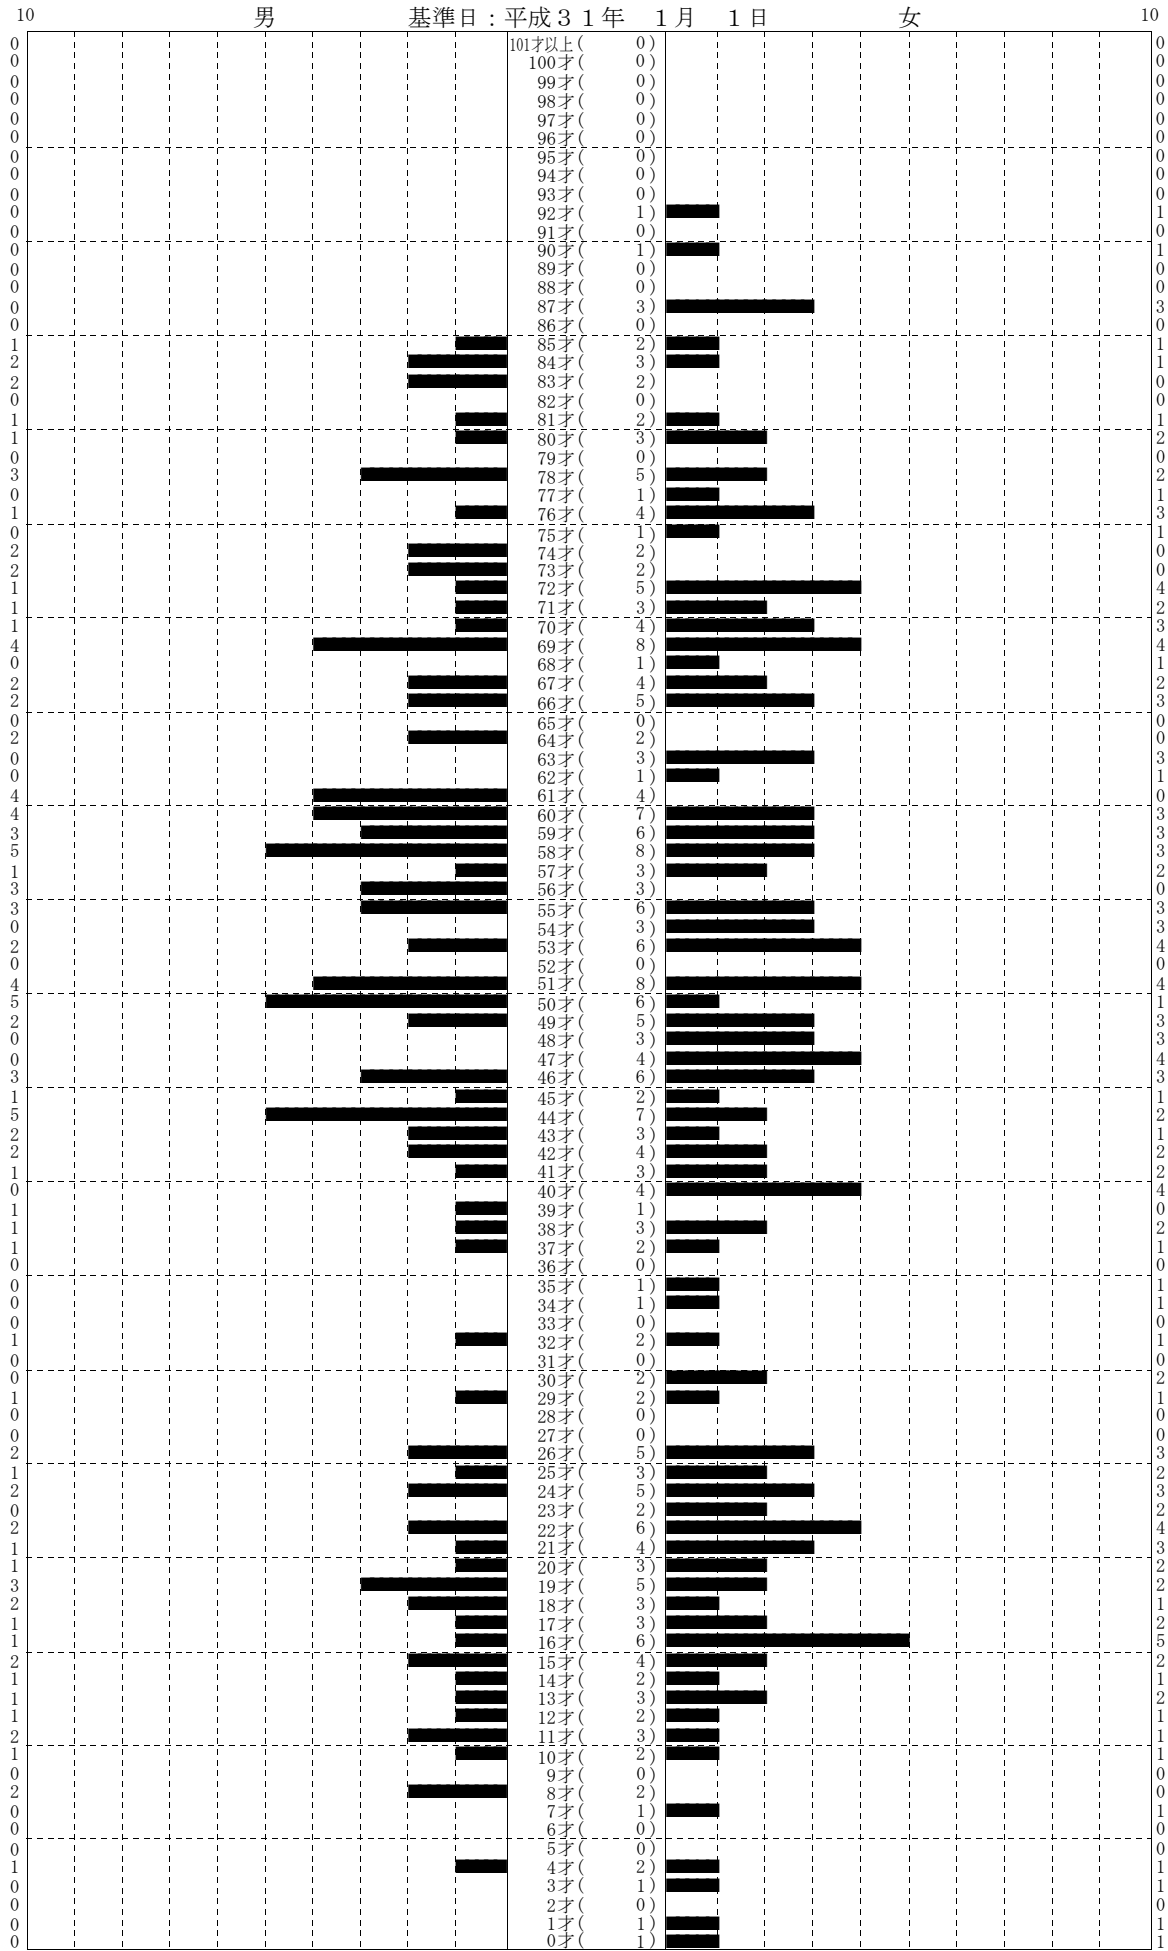 10 男 基準日：平成３１年 １月 １日 女 10
0 101才以上( 0) 0
0 100才( 0) 0
0 99才( 0) 0
0 98才( 0) 0
0 97才( 0) 0
0 96才( 0) 0
0 95才( 0) 0
0 94才( 0) 0
0 93才( 0) 0
0 92才( 1) 1
0 91才( 0) 0
0 90才( 1) 1
0 89才( 0) 0
0 88才( 0) 0
0 87才( 3) 3
0 86才( 0) 0
1 85才( 2) 1
2 84才( 3) 1
2 83才( 2) 0
0 82才( 0) 0
1 81才( 2) 1
1 80才( 3) 2
0 79才( 0) 0
3 78才( 5) 2
0 77才( 1) 1
1 76才( 4) 3
0 75才( 1) 1
2 74才( 2) 0
2 73才( 2) 0
1 72才( 5) 4
1 71才( 3) 2
1 70才( 4) 3
4 69才( 8) 4
0 68才( 1) 1
2 67才( 4) 2
2 66才( 5) 3
0 65才( 0) 0
2 64才( 2) 0
0 63才( 3) 3
0 62才( 1) 1
4 61才( 4) 0
4 60才( 7) 3
3 59才( 6) 3
5 58才( 8) 3
1 57才( 3) 2
3 56才( 3) 0
3 55才( 6) 3
0 54才( 3) 3
2 53才( 6) 4
0 52才( 0) 0
4 51才( 8) 4
5 50才( 6) 1
2 49才( 5) 3
0 48才( 3) 3
0 47才( 4) 4
3 46才( 6) 3
1 45才( 2) 1
5 44才( 7) 2
2 43才( 3) 1
2 42才( 4) 2
1 41才( 3) 2
0 40才( 4) 4
1 39才( 1) 0
1 38才( 3) 2
1 37才( 2) 1
0 36才( 0) 0
0 35才( 1) 1
0 34才( 1) 1
0 33才( 0) 0
1 32才( 2) 1
0 31才( 0) 0
0 30才( 2) 2
1 29才( 2) 1
0 28才( 0) 0
0 27才( 0) 0
2 26才( 5) 3
1 25才( 3) 2
2 24才( 5) 3
0 23才( 2) 2
2 22才( 6) 4
1 21才( 4) 3
1 20才( 3) 2
3 19才( 5) 2
2 18才( 3) 1
1 17才( 3) 2
1 16才( 6) 5
2 15才( 4) 2
1 14才( 2) 1
1 13才( 3) 2
1 12才( 2) 1
2 11才( 3) 1
1 10才( 2) 1
0 9才( 0) 0
2 8才( 2) 0
0 7才( 1) 1
0 6才( 0) 0
0 5才( 0) 0
1 4才( 2) 1
0 3才( 1) 1
0 2才( 0) 0
0 1才( 1) 1
0 0才( 1) 1